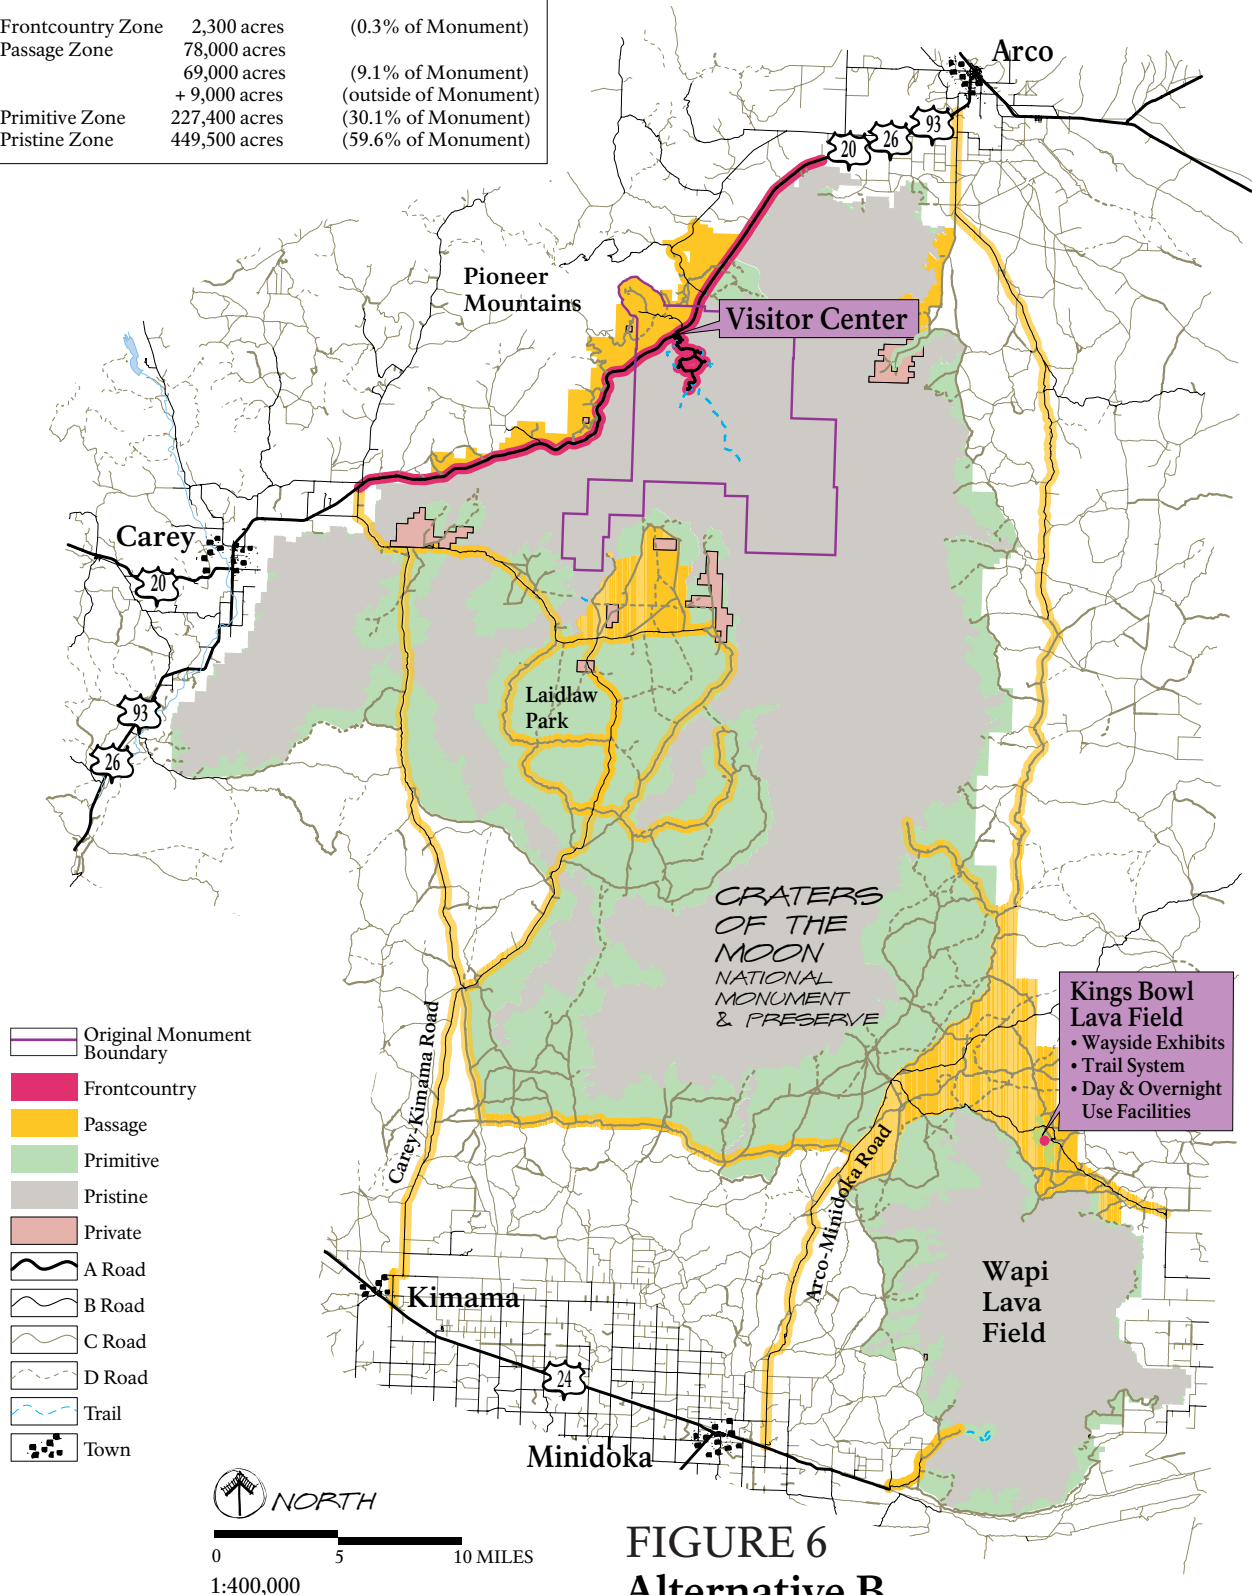 Frontcountry Zone 2,300 acres (0.3% of Monument)
Passage Zone 78,000 acres
69,000 acres (9.1% of Monument)
+ 9,000 acres (outside of Monument)
Primitive Zone 227,400 acres (30.1% of Monument)
Pristine Zone 449,500 acres (59.6% of Monument)
Arco
93
26
20
Pioneer
Mountains
Visitor Center
Carey
20
93
26
Laidlaw
Park
CRATERS
OF THE
MOON
NATIONAL
MONUMENT
& PRESERVE
Kings Bowl
Lava Field
• Wayside Exhibits
• Trail System
• Day & Overnight
Use Facilities
Carey-Kimama Road
Arco-Minidoka Road
Wapi
Lava
Field
Kimama
24
Minidoka
Original Monument
Boundary
Frontcountry
Passage
Primitive
Pristine
Private
A Road
B Road
C Road
D Road
Trail
Town
NORTH
0 5 10 MILES
1:400,000
FIGURE 6
Alternative B